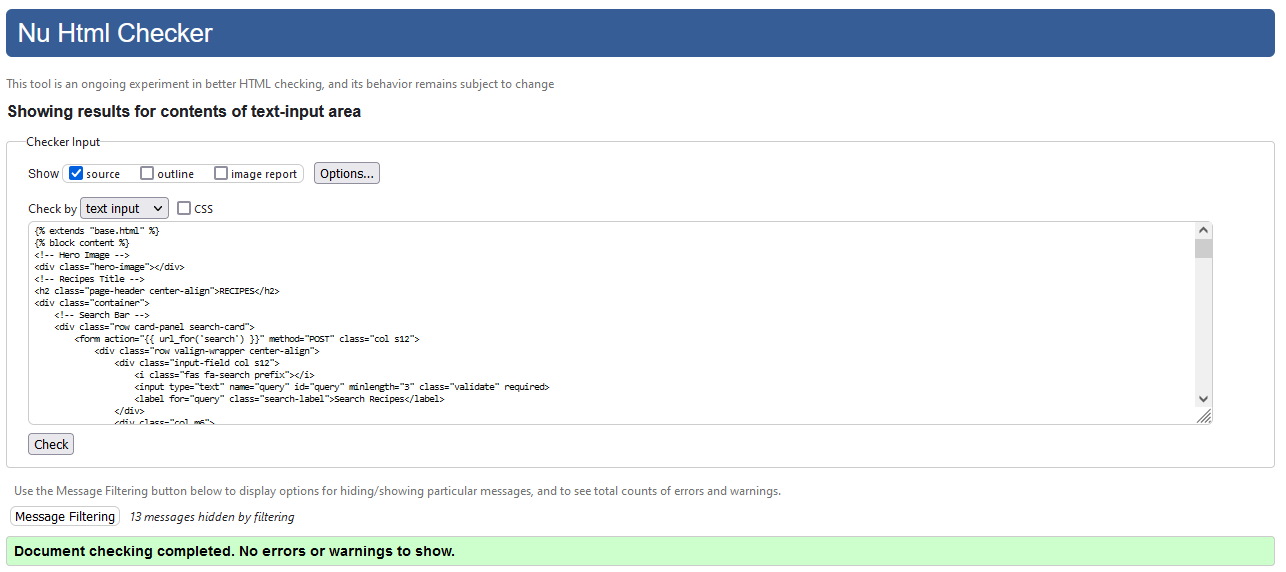 Nu Html Checker
This tool is an ongoing experiment in better HTML checking, and its behavior remains subject to change
Showing results for contents of text-input area
Checker Input
Show source outline image report Options...
Check by text input CSS
{% extends "base.html" %}
{% block content %}
<!-- Hero Image -->
<div class="hero-image"></div>
<!-- Recipes Title -->
<h2 class="page-header center-align">RECIPES</h2>
<div class="container">
<!-- Search Bar -->
<div class="row card-panel search-card">
<form action="{{ url_for('search') }}" method="POST" class="col s12">
<div class="row valign-wrapper center-align">
<div class="input-field col s12">
<i class="fas fa-search prefix"></i>
<input type="text" name="query" id="query" minlength="3" class="validate" required>
<label for="query" class="search-label">Search Recipes</label>
</div>
<div class="col m6">
Check
Use the Message Filtering button below to display options for hiding/showing particular messages, and to see total counts of errors and warnings.
Message Filtering 13 messages hidden by filtering
Document checking completed. No errors or warnings to show.